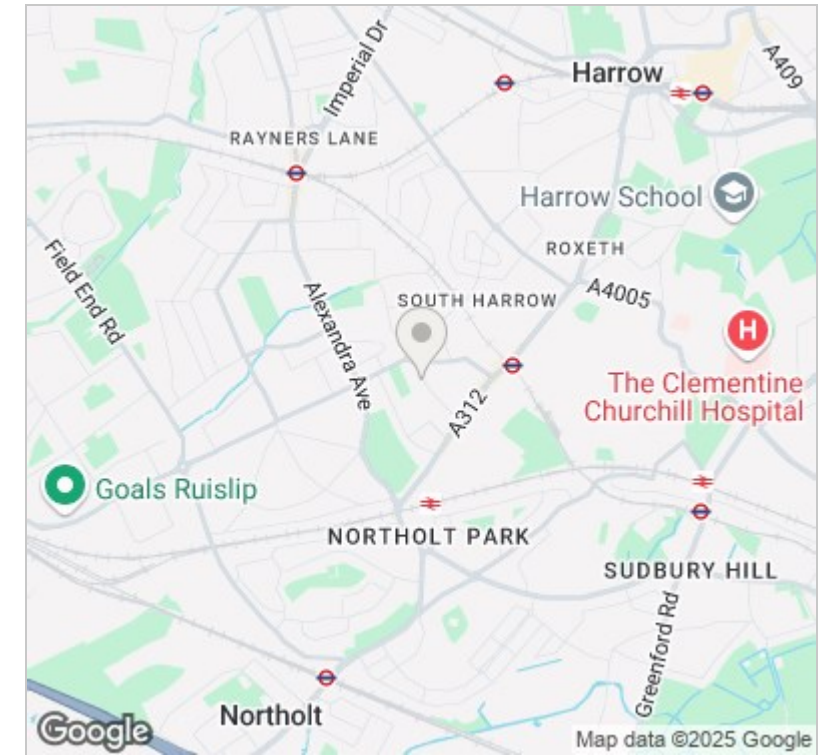 Imperial Dr
Harrow
A409
RAYNERS LANE
Harrow School
ROXETH
Field End Rd
Alexandra Ave
SOUTH HARROW
A4005
H
The Clementine
Churchill Hospital
A312
Goals Ruislip
NORTHOLT PARK
SUDBURY HILL
Greenford Rd
Northolt
Google
Map data ©2025 Google